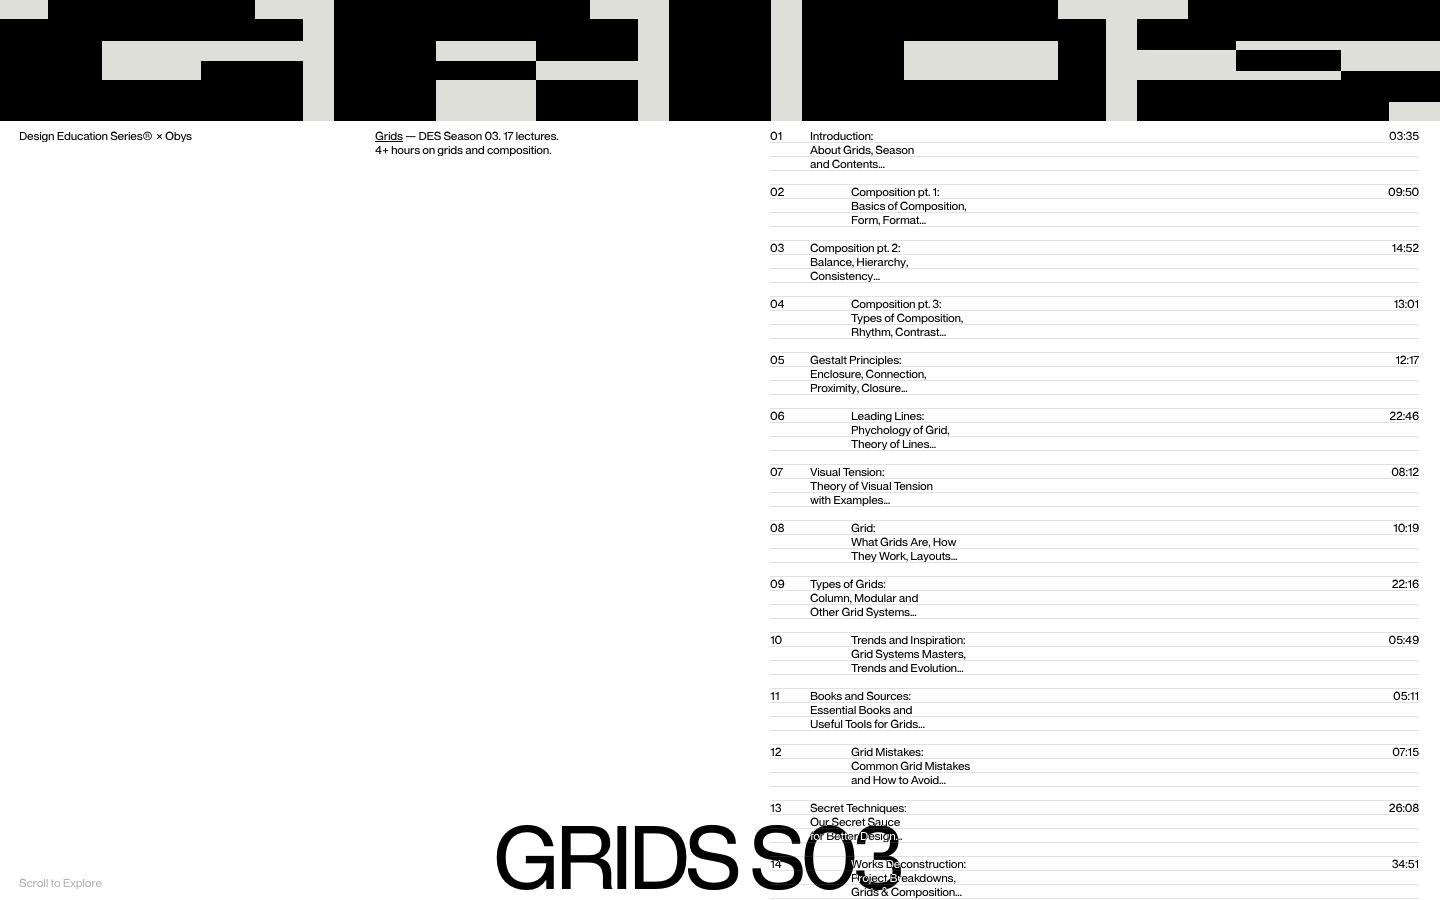 GRIDS
Design Education Series® × Obys
Grids — DES Season 03. 17 lectures.
4+ hours on grids and composition.
01 Introduction: 03:35
About Grids, Season
and Contents...
02 Composition pt. 1: 09:50
Basics of Composition,
Form, Format...
03 Composition pt. 2: 14:52
Balance, Hierarchy,
Consistency...
04 Composition pt. 3: 13:01
Types of Composition,
Rhythm, Contrast...
05 Gestalt Principles: 12:17
Enclosure, Connection,
Proximity, Closure...
06 Leading Lines: 22:46
Phychology of Grid,
Theory of Lines...
07 Visual Tension: 08:12
Theory of Visual Tension
with Examples...
08 Grid: 10:19
What Grids Are, How
They Work, Layouts...
09 Types of Grids: 22:16
Column, Modular and
Other Grid Systems...
10 Trends and Inspiration: 05:49
Grid Systems Masters,
Trends and Evolution...
11 Books and Sources: 05:11
Essential Books and
Useful Tools for Grids...
12 Grid Mistakes: 07:15
Common Grid Mistakes
and How to Avoid...
13 Secret Techniques: 26:08
Our Secret Sauce
for Better Design...
14 Works Deconstruction: 34:51
Project Breakdowns,
Grids & Composition...
GRIDS S03
Scroll to Explore